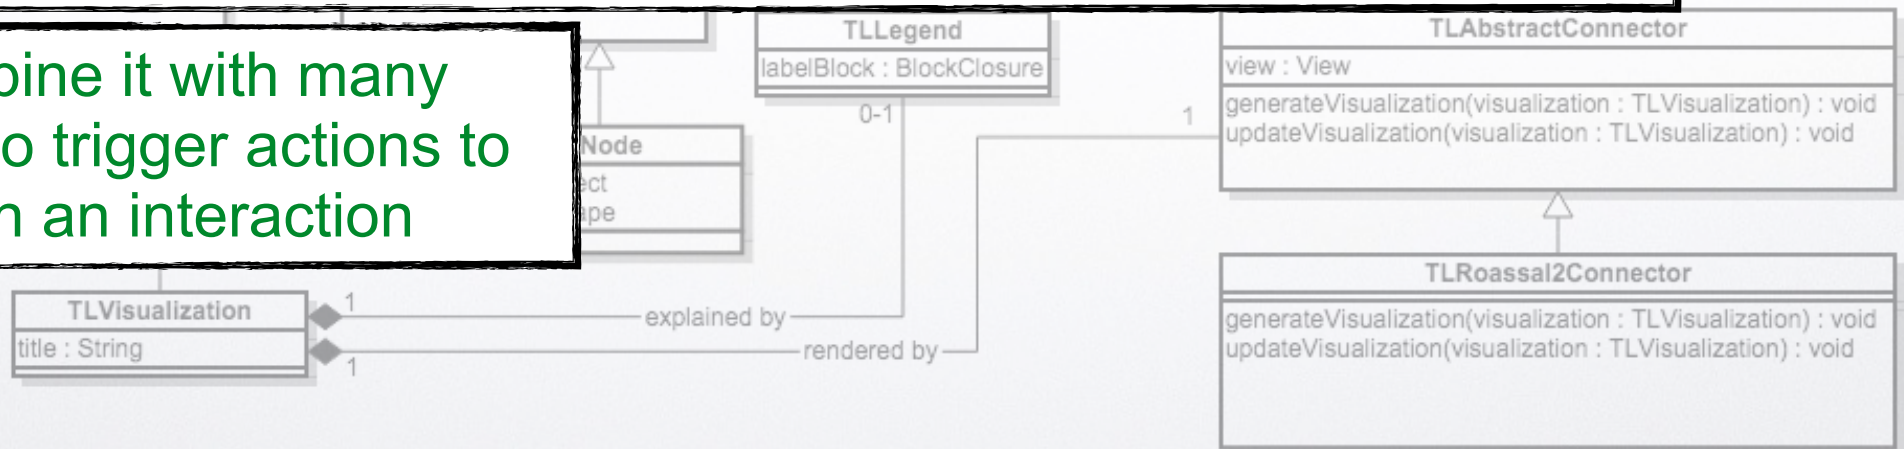 bine it with many
o trigger actions to
an interaction
TLLegend
labelBlock : BlockClosure
0-1
Node
ect
ape
TLVisualization
title : String
1
explained by
1
rendered by
1
TLAbstractConnector
view : View
generateVisualization(visualization : TLVisualization) : void
updateVisualization(visualization : TLVisualization) : void
TLRoassal2Connector
generateVisualization(visualization : TLVisualization) : void
updateVisualization(visualization : TLVisualization) : void